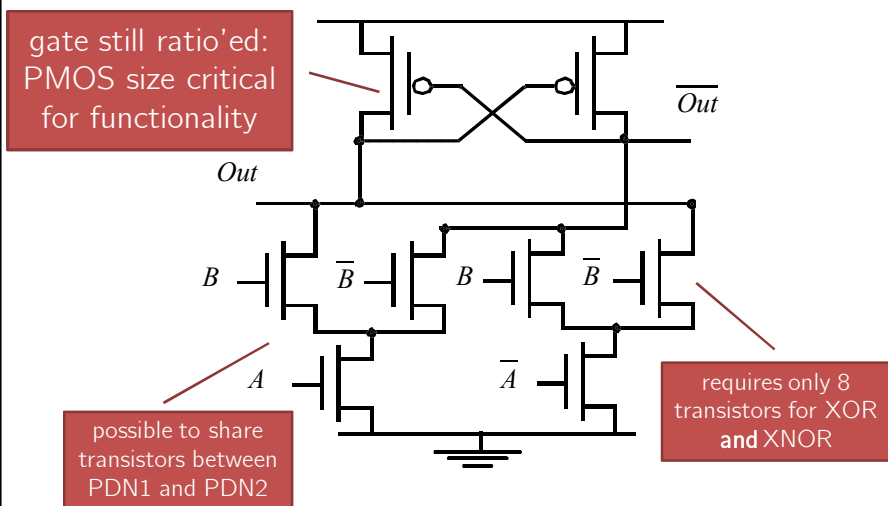 gate still ratio'ed:
PMOS size critical
for functionality
O̅u̅t̅
Out
B
B̅
B
B̅
A
A̅
possible to share
transistors between
PDN1 and PDN2
requires only 8
transistors for XOR
and XNOR